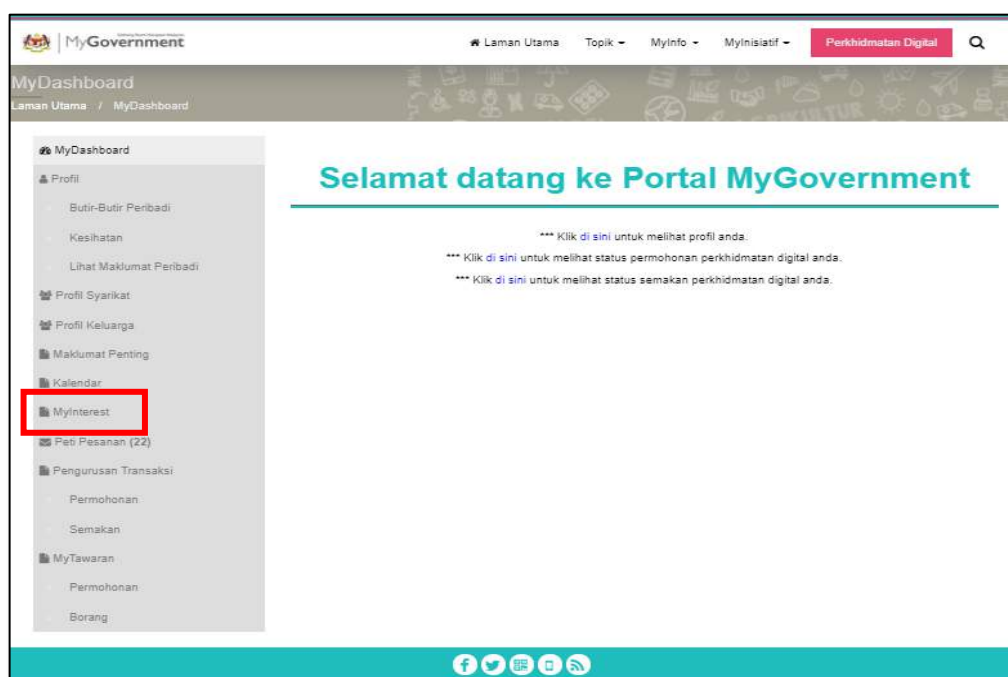 MyGovernment
Laman Utama Topik MyInfo MyInisiatif Perkhidmatan Digital
MyDashboard
Laman Utama / MyDashboard
MyDashboard
Profil
Butir-Butir Peribadi
Kesihatan
Lihat Maklumat Peribadi
Profil Syarikat
Profil Keluarga
Maklumat Penting
Kalendar
MyInterest
Peti Pesanan (22)
Pengurusan Transaksi
Permohonan
Semakan
MyTawaran
Permohonan
Borang
Selamat datang ke Portal MyGovernment
*** Klik di sini untuk melihat profil anda.
*** Klik di sini untuk melihat status permohonan perkhidmatan digital anda.
*** Klik di sini untuk melihat status semakan perkhidmatan digital anda.